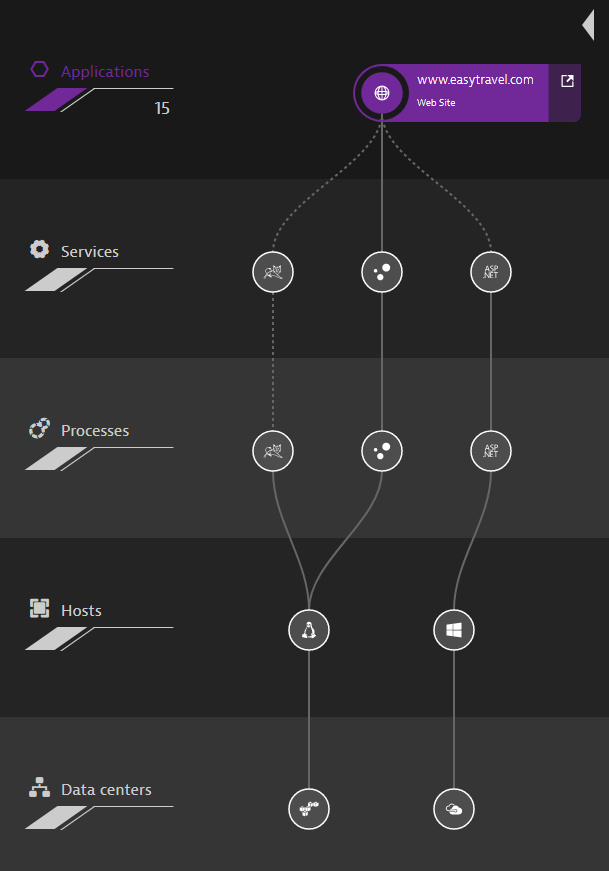 Applications
15
www.easytravel.com
Web Site
Services
ASP
.NET
Processes
ASP
.NET
Hosts
Data centers